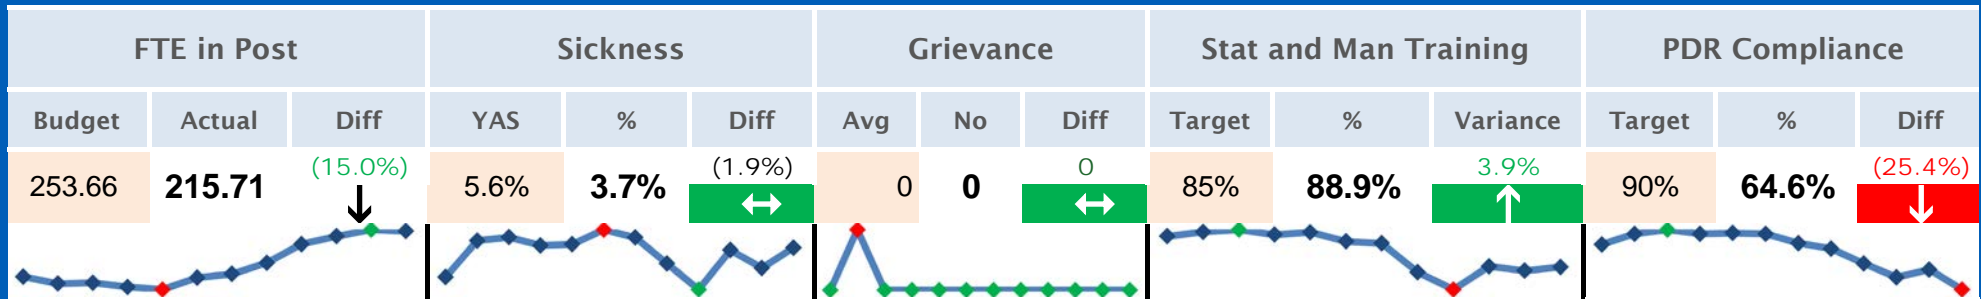 FTE in Post Sickness Grievance Stat and Man Training PDR Compliance
Budget Actual Diff YAS % Diff Avg No Diff Target % Variance Target % Diff
253.66 215.71 (15.0%) 5.6% 3.7% (1.9%) 0 0 0 85% 88.9% 3.9% 90% 64.6% (25.4%)